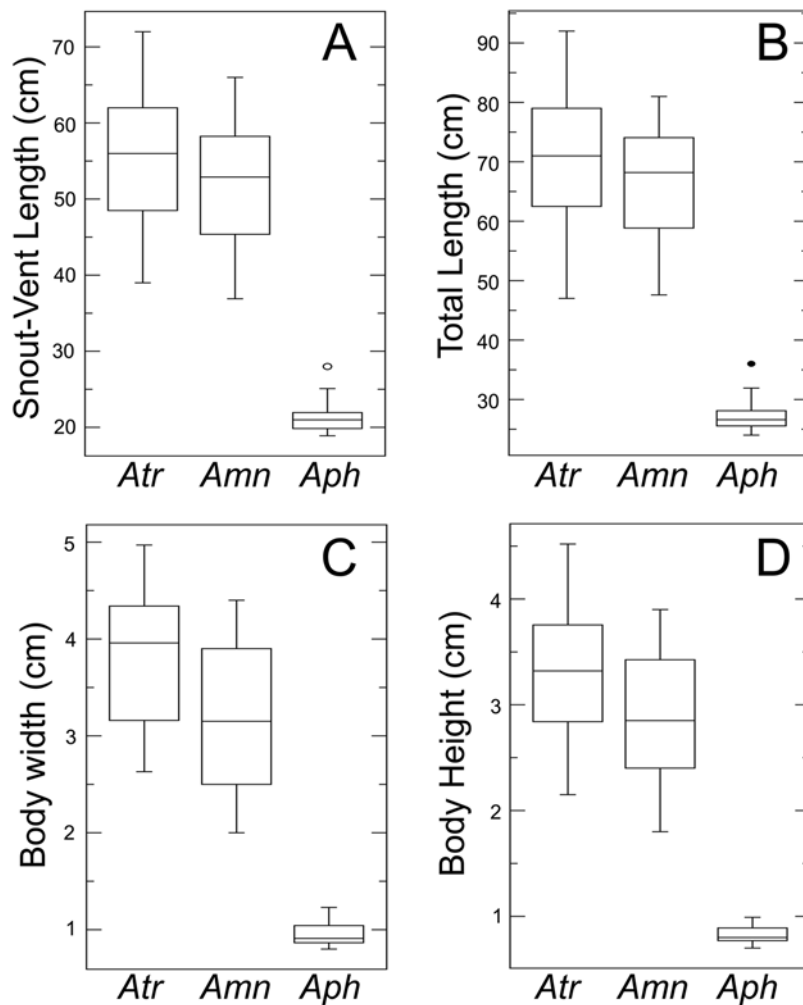 A
Snout-Vent Length (cm)
70
60
50
40
30
20
Atr Amn Aph
B
Total Length (cm)
90
80
70
60
50
40
30
Atr Amn Aph
C
Body width (cm)
5
4
3
2
1
Atr Amn Aph
D
Body Height (cm)
4
3
2
1
Atr Amn Aph